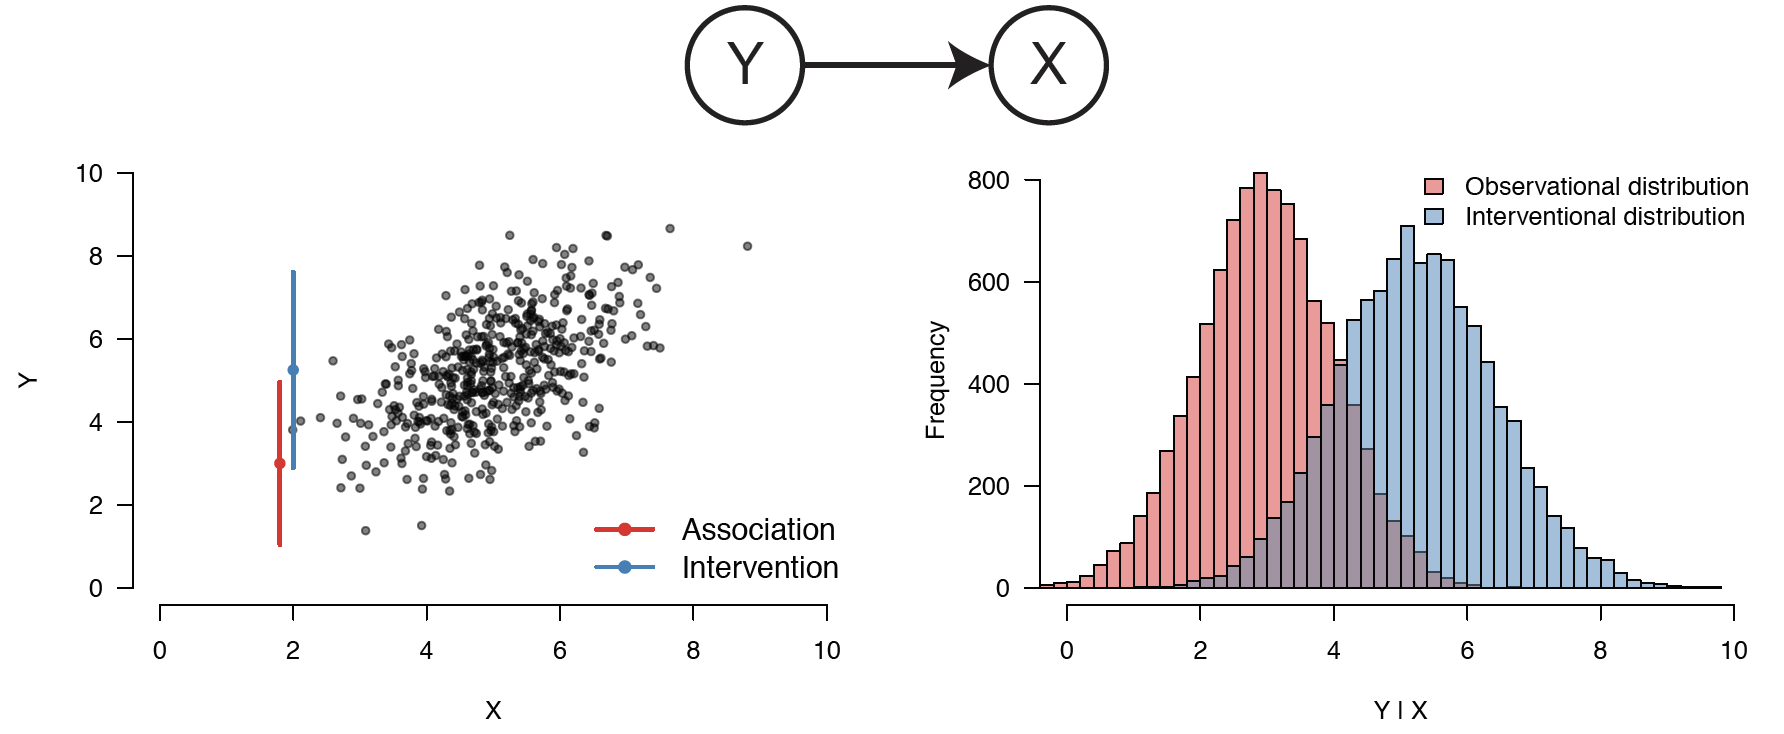 Y X
10
8
6
4
2
0
Y
Association
Intervention
0 2 4 6 8 10
X
800
600
400
200
0
Frequency
Observational distribution
Interventional distribution
0 2 4 6 8 10
Y | X